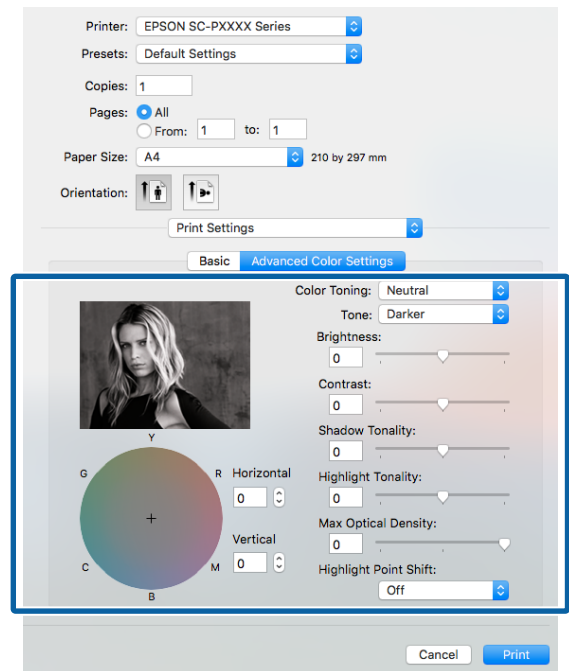 Printer: EPSON SC-PXXXX Series
Presets: Default Settings
Copies: 1
Pages: All
From: 1 to: 1
Paper Size: A4 210 by 297 mm
Orientation:
Print Settings
Basic Advanced Color Settings
Color Toning: Neutral
Tone: Darker
Brightness:
0
Contrast:
0
Shadow Tonality:
0
Highlight Tonality:
0
Max Optical Density:
0
Highlight Point Shift:
Off
Y
G R
C M
B
Horizontal
0
Vertical
0
Cancel Print